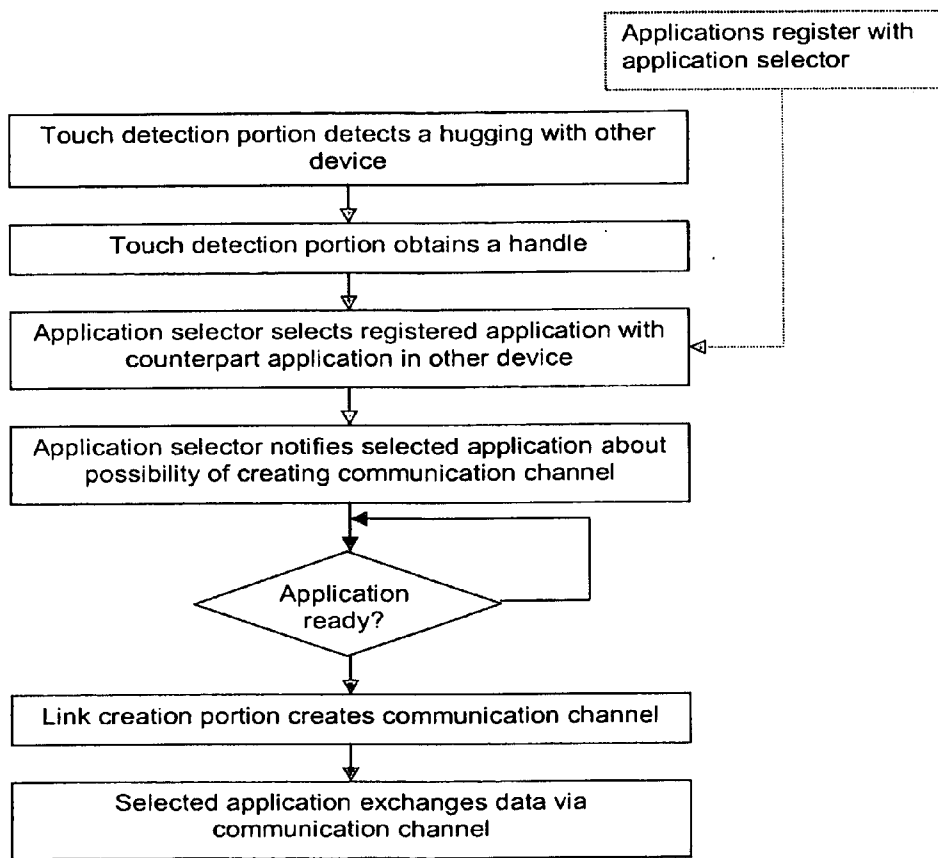 Applications register with
application selector
Touch detection portion detects a hugging with other
device
Touch detection portion obtains a handle
Application selector selects registered application with
counterpart application in other device
Application selector notifies selected application about
possibility of creating communication channel
Application
ready?
Link creation portion creates communication channel
Selected application exchanges data via
communication channel